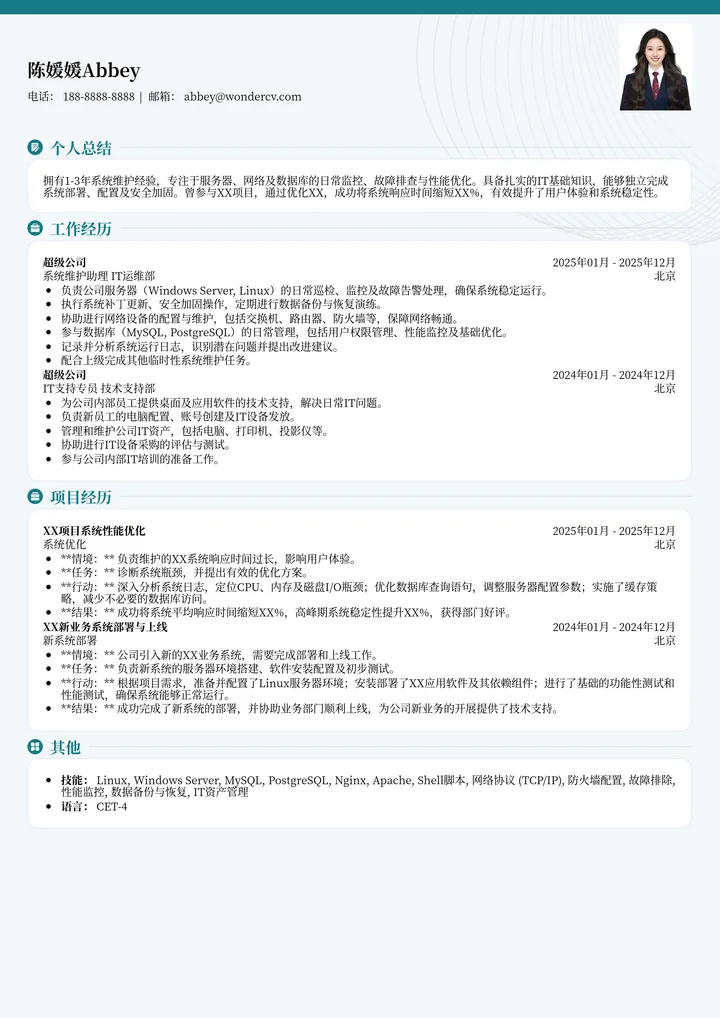 陈媛媛Abbey
电话： 188-8888-8888 | 邮箱： abbey@wondercv.com
个人总结
拥有1-3年系统维护经验，专注于服务器、网络及数据库的日常监控、故障排查与性能优化。具备扎实的IT基础知识，能够独立完成
系统部署、配置及安全加固。曾参与XX项目，通过优化XX，成功将系统响应时间缩短XX%，有效提升了用户体验和系统稳定性。
工作经历
超级公司 2025年01月 - 2025年12月
系统维护助理 IT运维部 北京
• 负责公司服务器（Windows Server, Linux）的日常巡检、监控及故障告警处理，确保系统稳定运行。
• 执行系统补丁更新、安全加固操作，定期进行数据备份与恢复演练。
• 协助进行网络设备的配置与维护，包括交换机、路由器、防火墙等，保障网络畅通。
• 参与数据库（MySQL, PostgreSQL）的日常管理，包括用户权限管理、性能监控及基础优化。
• 记录并分析系统运行日志，识别潜在问题并提出改进建议。
• 配合上级完成其他临时性系统维护任务。
超级公司 2024年01月 - 2024年12月
IT支持专员 技术支持部 北京
• 为公司内部员工提供桌面及应用软件的技术支持，解决日常IT问题。
• 负责新员工的电脑配置、账号创建及IT设备发放。
• 管理和维护公司IT资产，包括电脑、打印机、投影仪等。
• 协助进行IT设备采购的评估与测试。
• 参与公司内部IT培训的准备工作。
项目经历
XX项目系统性能优化 2025年01月 - 2025年12月
系统优化 北京
• **情境：** 负责维护的XX系统响应时间过长，影响用户体验。
• **任务：** 诊断系统瓶颈，并提出有效的优化方案。
• **行动：** 深入分析系统日志，定位CPU、内存及磁盘I/O瓶颈；优化数据库查询语句，调整服务器配置参数；实施了缓存策
略，减少不必要的数据库访问。
• **结果：** 成功将系统平均响应时间缩短XX%，高峰期系统稳定性提升XX%，获得部门好评。
XX新业务系统部署与上线 2024年01月 - 2024年12月
新系统部署 北京
• **情境：** 公司引入新的XX业务系统，需要完成部署和上线工作。
• **任务：** 负责新系统的服务器环境搭建、软件安装配置及初步测试。
• **行动：** 根据项目需求，准备并配置了Linux服务器环境；安装部署了XX应用软件及其依赖组件；进行了基础的功能性测试和
性能测试，确保系统能够正常运行。
• **结果：** 成功完成了新系统的部署，并协助业务部门顺利上线，为公司新业务的开展提供了技术支持。
其他
• 技能： Linux, Windows Server, MySQL, PostgreSQL, Nginx, Apache, Shell脚本, 网络协议 (TCP/IP), 防火墙配置, 故障排除,
性能监控, 数据备份与恢复, IT资产管理
• 语言： CET-4